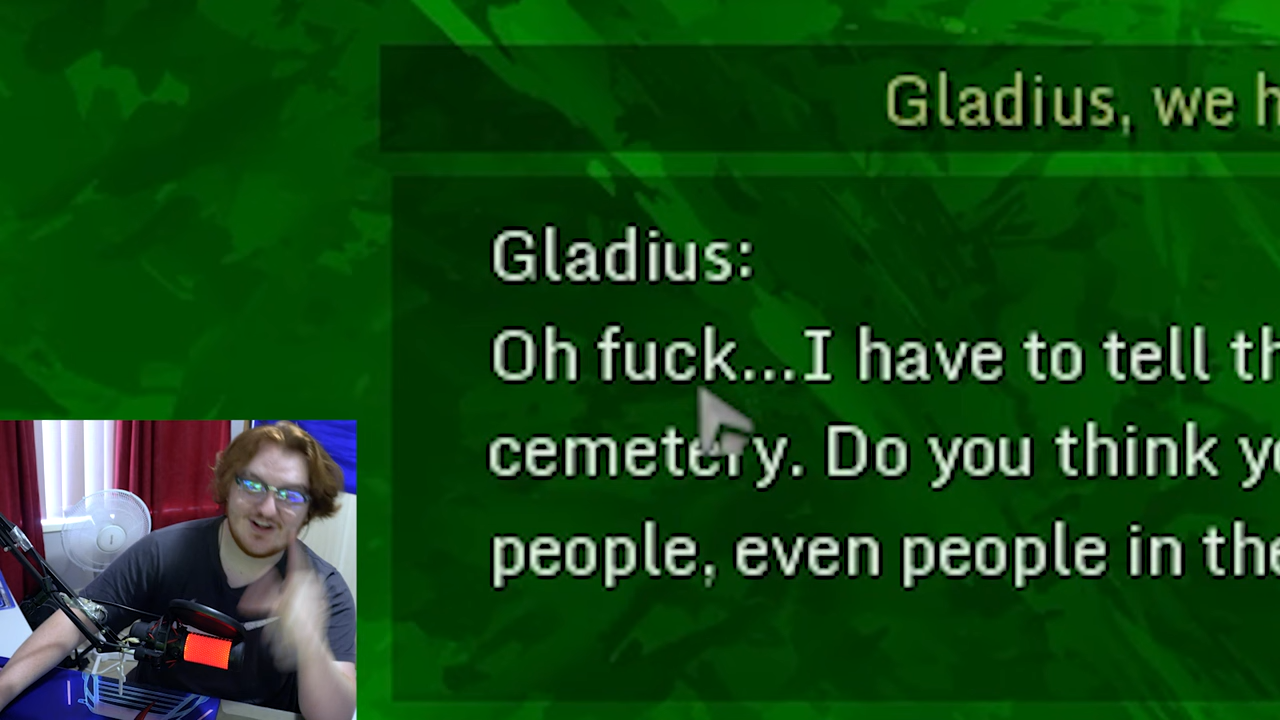 Gladius, we h
Gladius:
Oh fuck...I have to tell th
cemetery. Do you think yo
people, even people in the